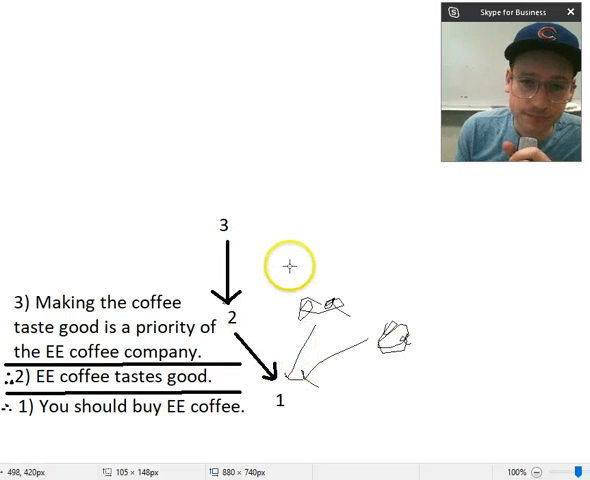 Skype for Business
C
3
2
3) Making the coffee
taste good is a priority of
the EE coffee company.
∴2) EE coffee tastes good.
∴ 1) You should buy EE coffee.
1
498, 420px
105 × 148px
880 × 740px
100%